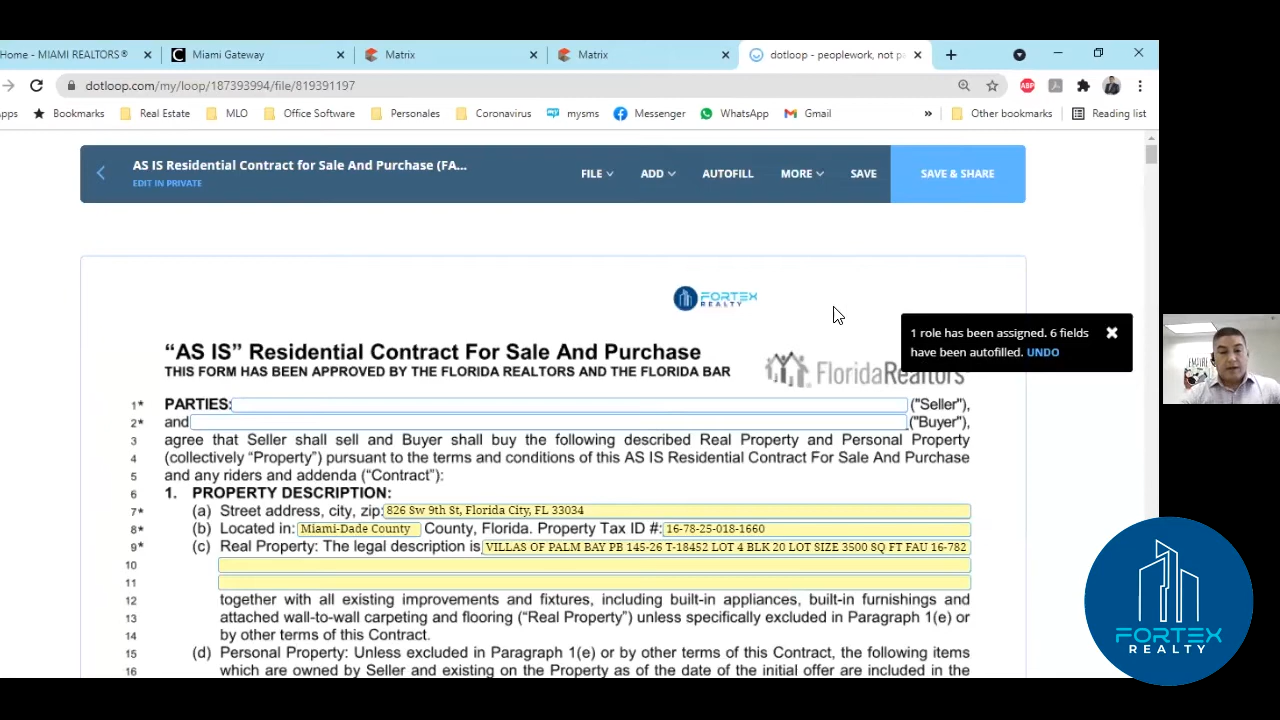 Home - MIAMI REALTORS®
Miami Gateway
Matrix
Matrix
dotloop - peoplework, not p
dotloop.com/my/loop/187393994/file/819391197
ABP
pps
Bookmarks
Real Estate
MLO
Office Software
Personales
Coronavirus
mysms
Messenger
WhatsApp
Gmail
»
Other bookmarks
Reading list
AS IS Residential Contract for Sale And Purchase (FA...
EDIT IN PRIVATE
FILE
ADD
AUTOFILL
MORE
SAVE
SAVE & SHARE
FORTEX
REALTY
1 role has been assigned. 6 fields
have been autofilled. UNDO
"AS IS" Residential Contract For Sale And Purchase
THIS FORM HAS BEEN APPROVED BY THE FLORIDA REALTORS AND THE FLORIDA BAR
FloridaRealtors
1* PARTIES: ("Seller"),
2* and ("Buyer"),
3 agree that Seller shall sell and Buyer shall buy the following described Real Property and Personal Property
4 (collectively "Property") pursuant to the terms and conditions of this AS IS Residential Contract For Sale And Purchase
5 and any riders and addenda ("Contract"):
6 1. PROPERTY DESCRIPTION:
7* (a) Street address, city, zip: 826 Sw 9th St, Florida City, FL 33034
8* (b) Located in: Miami-Dade County County, Florida. Property Tax ID #: 16-78-25-018-1660
9* (c) Real Property: The legal description is VILLAS OF PALM BAY PB 145-26 T-18452 LOT 4 BLK 20 LOT SIZE 3500 SQ FT FAU 16-782
10
11
12 together with all existing improvements and fixtures, including built-in appliances, built-in furnishings and
13 attached wall-to-wall carpeting and flooring ("Real Property") unless specifically excluded in Paragraph 1(e) or
14 by other terms of this Contract.
15 (d) Personal Property: Unless excluded in Paragraph 1(e) or by other terms of this Contract, the following items
16 which are owned by Seller and existing on the Property as of the date of the initial offer are included in the
FORTEX
REALTY